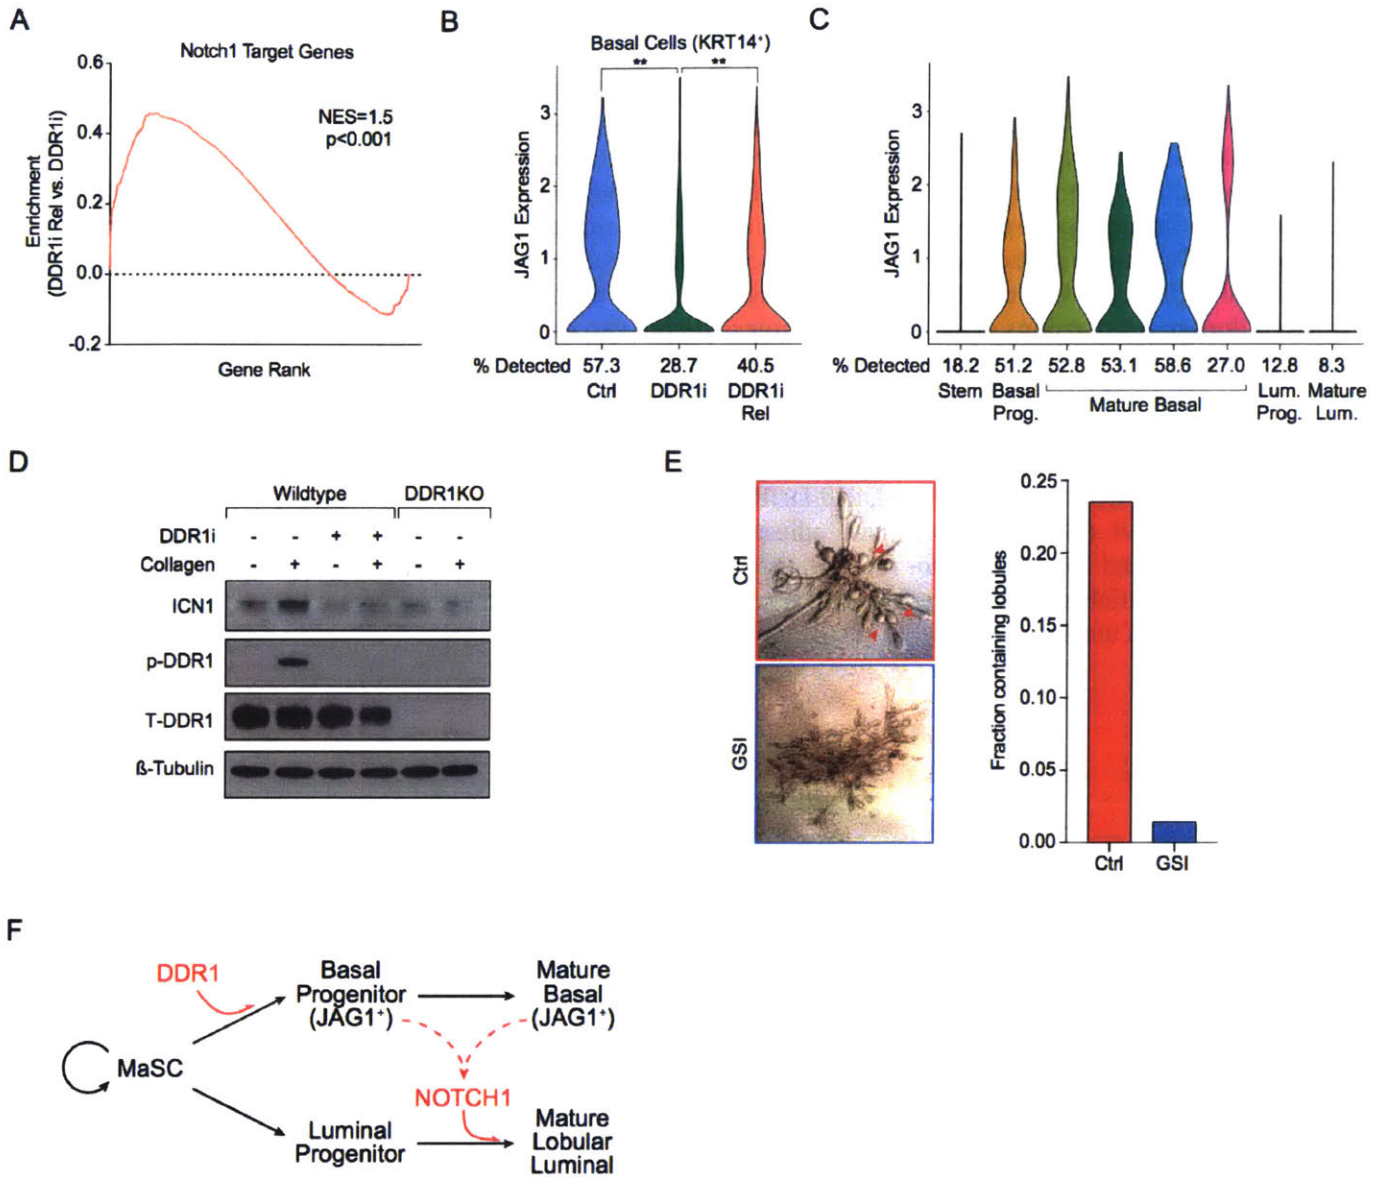 A
Notch1 Target Genes
0.6
0.4
0.2
0.0
-0.2
NES=1.5
p<0.001
Enrichment
(DDR1i Rel vs. DDR1i)
Gene Rank
B
Basal Cells (KRT14⁺)
** **
JAG1 Expression
3
2
1
0
% Detected 57.3 28.7 40.5
Ctrl DDR1i DDR1i
Rel
C
JAG1 Expression
3
2
1
0
% Detected 18.2 51.2 52.8 53.1 58.6 27.0 12.8 8.3
Stem Basal Mature Basal Lum. Mature
Prog. Prog. Lum.
D
Wildtype DDR1KO
DDR1i - - + + - -
Collagen - + - + - +
ICN1
p-DDR1
T-DDR1
ß-Tubulin
E
Ctrl
GSI
Fraction containing lobules
0.25
0.20
0.15
0.10
0.05
0.00
Ctrl GSI
F
DDR1
Basal
Progenitor
(JAG1⁺)
Mature
Basal
(JAG1⁺)
MaSC
NOTCH1
Luminal
Progenitor
Mature
Lobular
Luminal